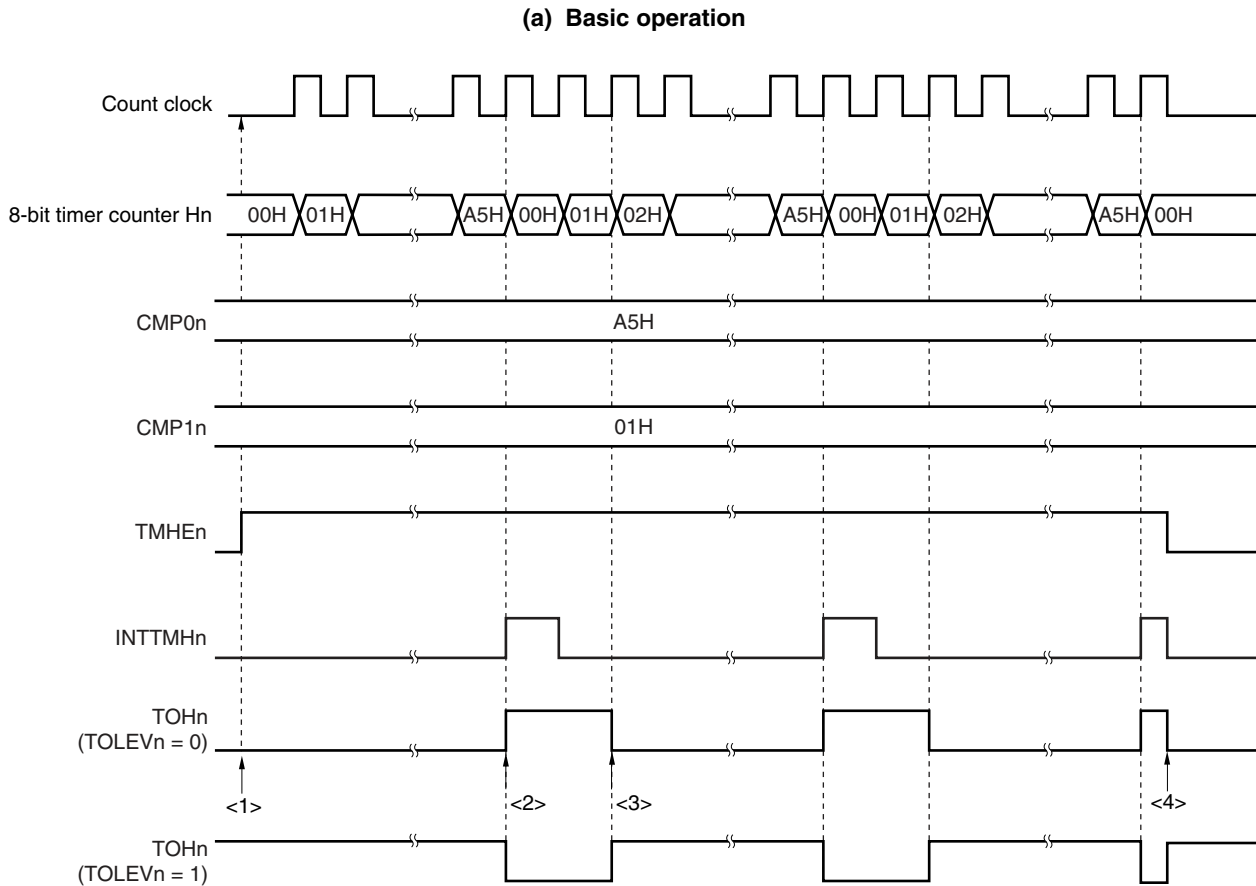 (a) Basic operation
Count clock
8-bit timer counter Hn
00H 01H A5H 00H 01H 02H A5H 00H 01H 02H A5H 00H
CMP0n
A5H
CMP1n
01H
TMHEn
INTTMHn
TOHn
(TOLEVn = 0)
<1> <2> <3> <4>
TOHn
(TOLEVn = 1)